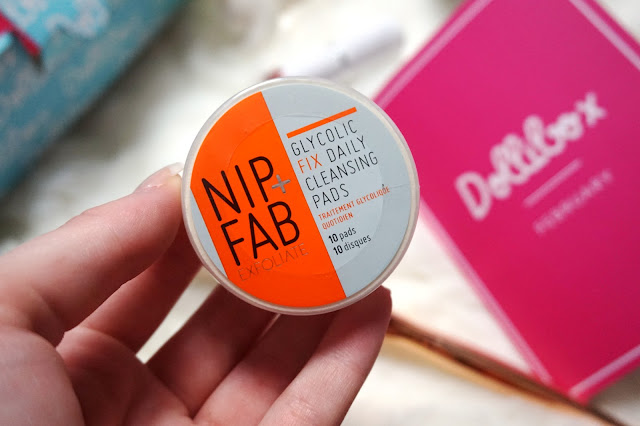 NIP+
FAB
EXFOLIATE
GLYCOLIC
FIX DAILY
CLEANSING
PADS
TRAITEMENT GLYCOLIQUE
QUOTIDIEN
10 pads
10 disques
Dollibox
FEBRUARY